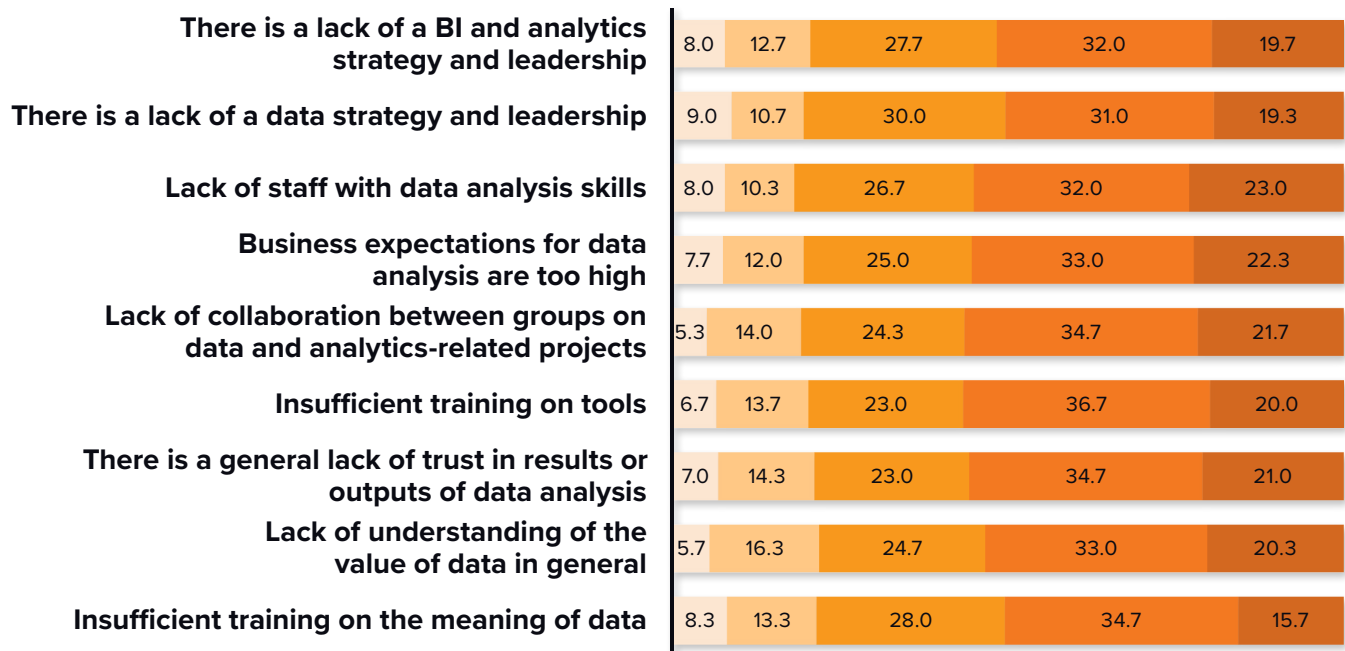 There is a lack of a BI and analytics
strategy and leadership
8.0 12.7 27.7 32.0 19.7
There is a lack of a data strategy and leadership
9.0 10.7 30.0 31.0 19.3
Lack of staff with data analysis skills
8.0 10.3 26.7 32.0 23.0
Business expectations for data
analysis are too high
7.7 12.0 25.0 33.0 22.3
Lack of collaboration between groups on
data and analytics-related projects
5.3 14.0 24.3 34.7 21.7
Insufficient training on tools
6.7 13.7 23.0 36.7 20.0
There is a general lack of trust in results or
outputs of data analysis
7.0 14.3 23.0 34.7 21.0
Lack of understanding of the
value of data in general
5.7 16.3 24.7 33.0 20.3
Insufficient training on the meaning of data
8.3 13.3 28.0 34.7 15.7